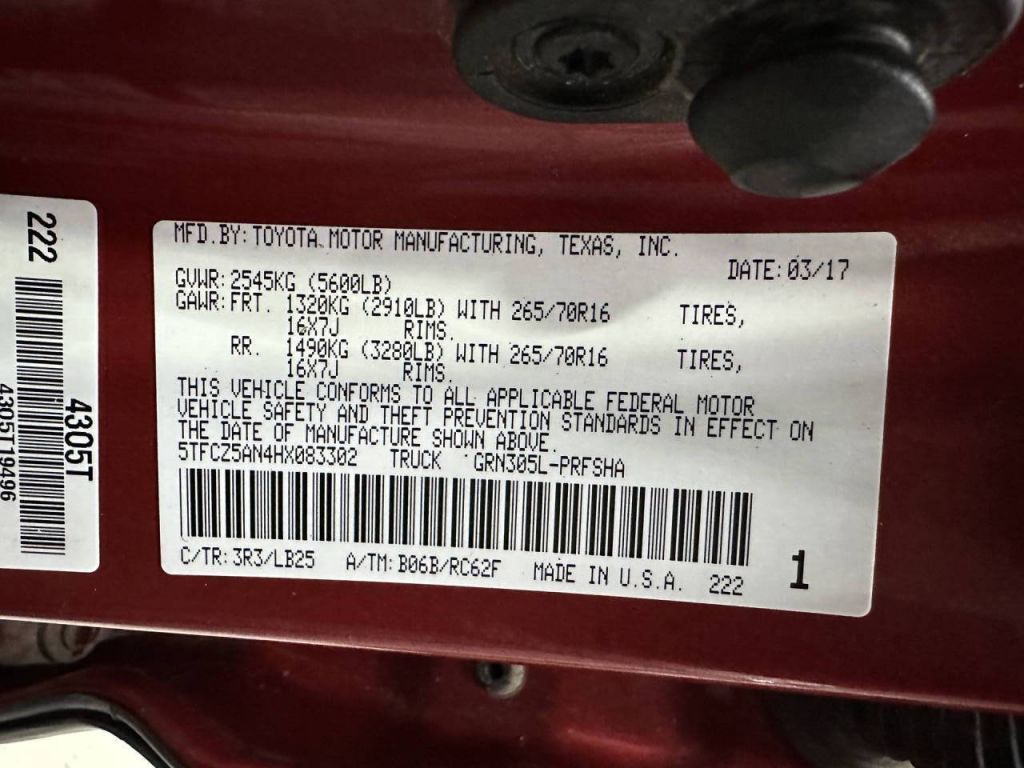 222
4305T
4305T19496
MFD.BY:TOYOTA MOTOR MANUFACTURING, TEXAS, INC.
DATE:03/17
GVWR:2545KG (5600LB)
GAWR:FRT. 1320KG (2910LB) WITH 265/70R16 TIRES,
16X7J RIMS.
RR. 1490KG (3280LB) WITH 265/70R16 TIRES,
16X7J RIMS.
THIS VEHICLE CONFORMS TO ALL APPLICABLE FEDERAL MOTOR
VEHICLE SAFETY AND THEFT PREVENTION STANDARDS IN EFFECT ON
THE DATE OF MANUFACTURE SHOWN ABOVE.
5TFCZ5AN4HX083302 TRUCK GRN305L-PRFSHA
C/TR:3R3/LB25 A/TM:B06B/RC62F MADE IN U.S.A. 222 1